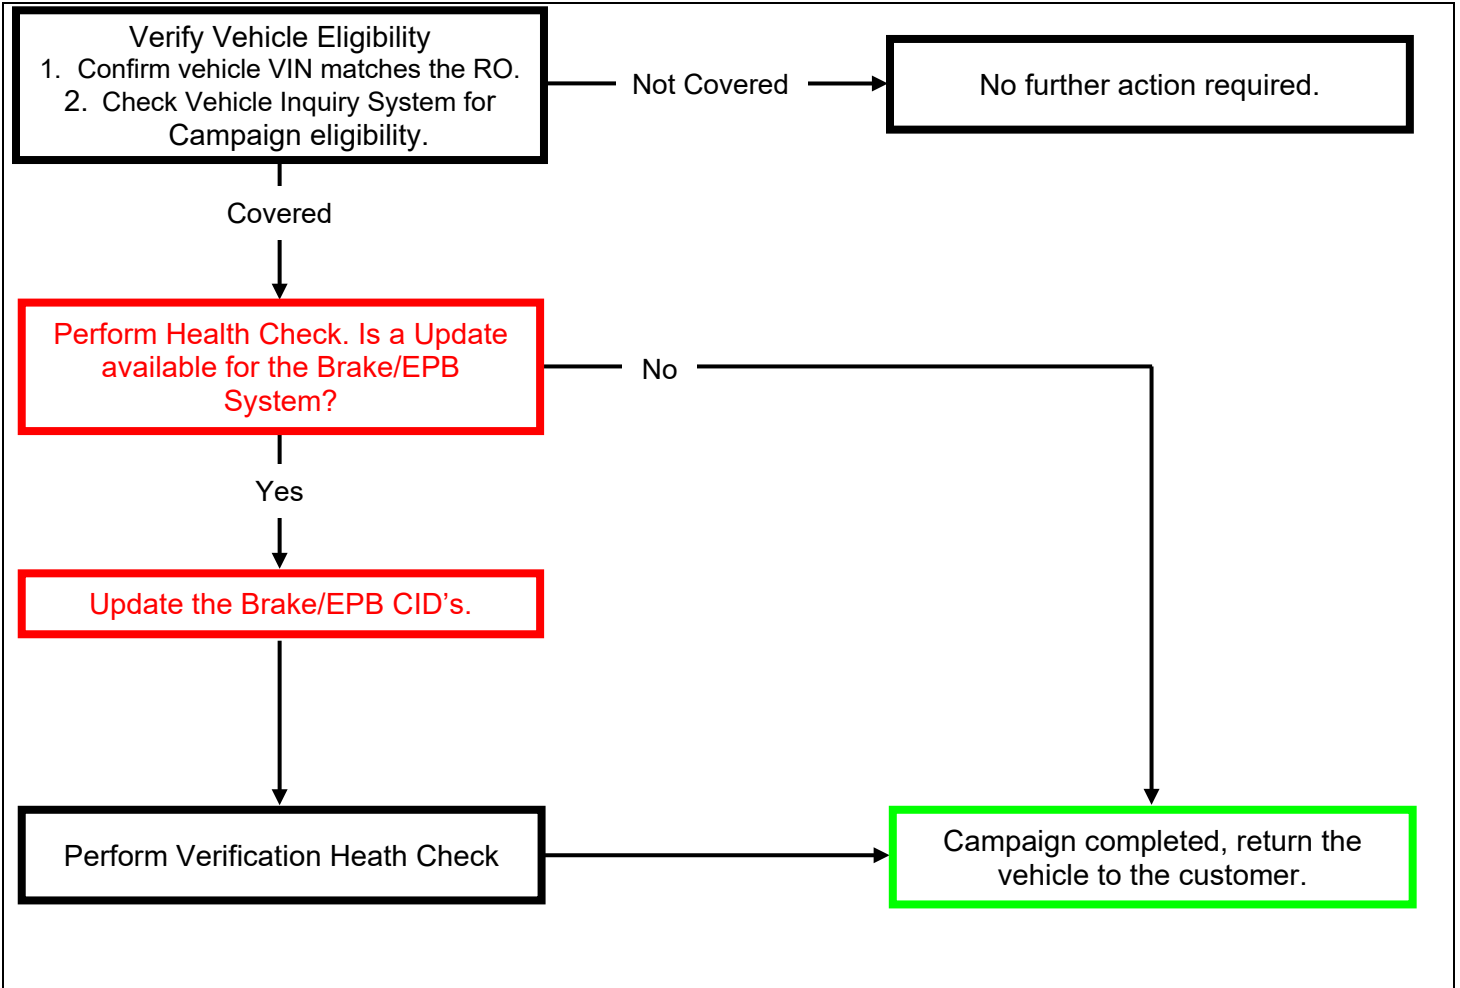 Verify Vehicle Eligibility
1. Confirm vehicle VIN matches the RO.
2. Check Vehicle Inquiry System for
Campaign eligibility.
Not Covered
No further action required.
Covered
Perform Health Check. Is a Update
available for the Brake/EPB
System?
No
Yes
Update the Brake/EPB CID’s.
Perform Verification Heath Check
Campaign completed, return the
vehicle to the customer.